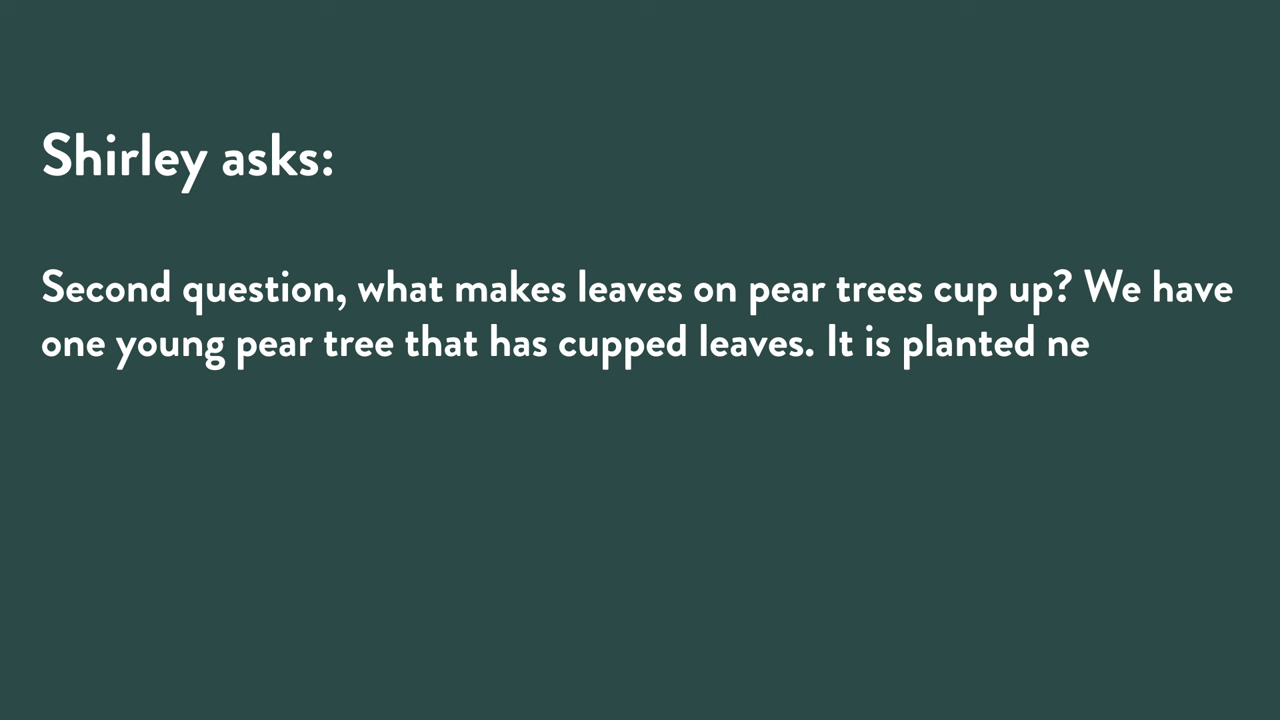 Shirley asks:
Second question, what makes leaves on pear trees cup up? We have
one young pear tree that has cupped leaves. It is planted ne